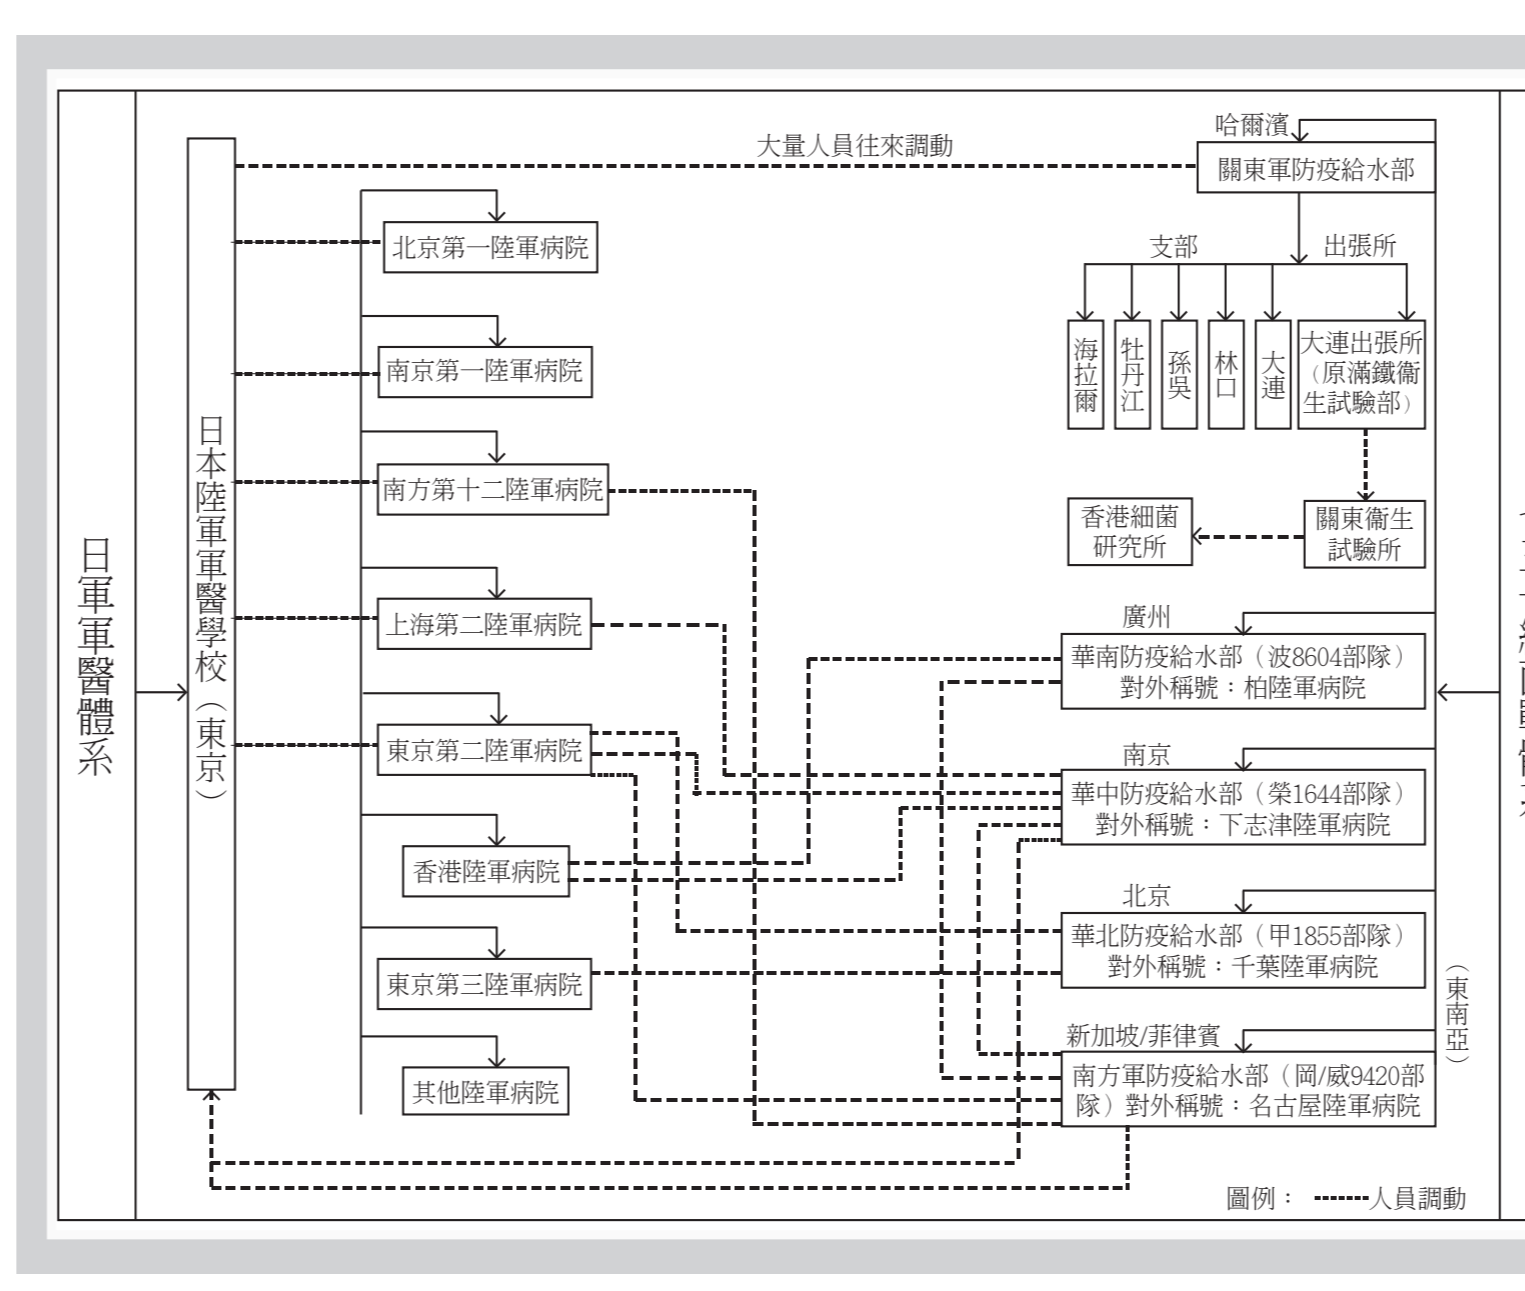 日軍軍醫體系
日本陸軍軍醫學校（東京）
大量人員往來調動
北京第一陸軍病院
南京第一陸軍病院
南方第十二陸軍病院
上海第二陸軍病院
東京第二陸軍病院
香港陸軍病院
東京第三陸軍病院
其他陸軍病院
哈爾濱
關東軍防疫給水部
支部
出張所
海拉爾
牡丹江
孫吳
林口
大連
大連出張所
（原滿鐵衞
生試驗部）
香港細菌
研究所
關東衞生
試驗所
廣州
華南防疫給水部（波8604部隊）
對外稱號：柏陸軍病院
南京
華中防疫給水部（榮1644部隊）
對外稱號：下志津陸軍病院
北京
華北防疫給水部（甲1855部隊）
對外稱號：千葉陸軍病院
新加坡/菲律賓
南方軍防疫給水部（岡/威9420部
隊）對外稱號：名古屋陸軍病院
（東南亞）
圖例：
人員調動